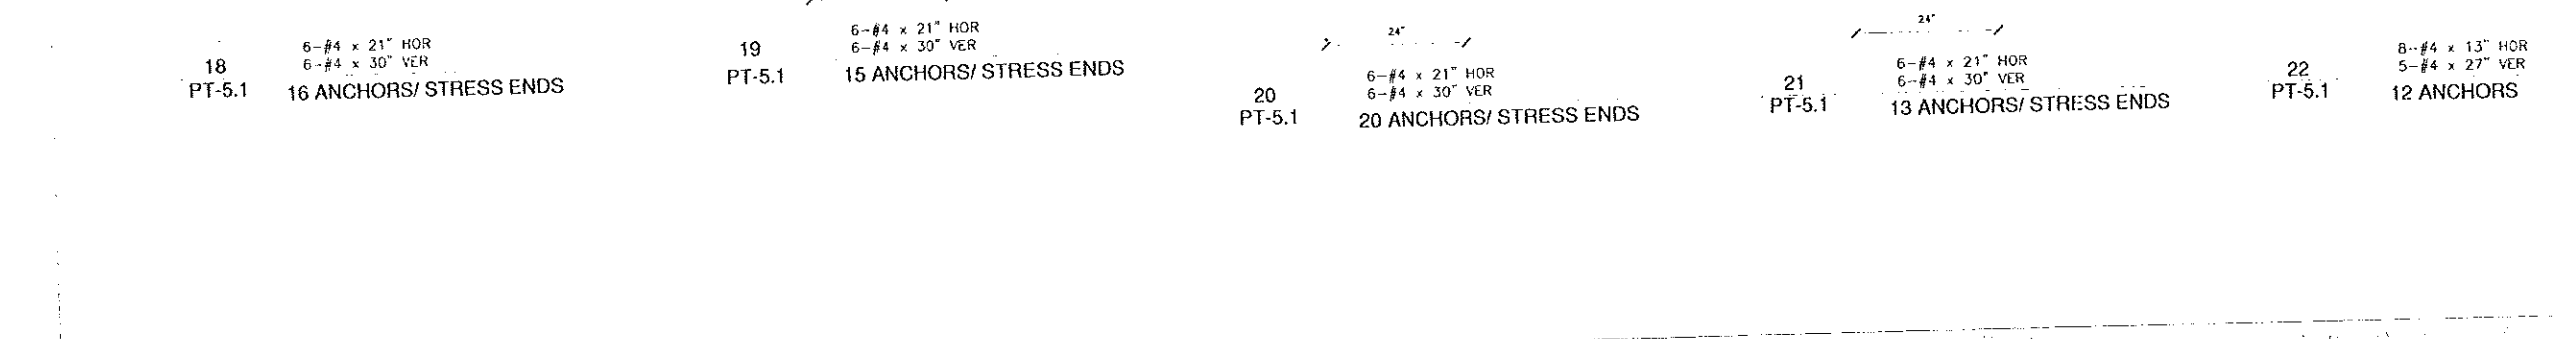 6-#4 x 21" HOR
6-#4 x 30" VER
18
PT-5.1
16 ANCHORS/ STRESS ENDS
6-#4 x 21" HOR
6-#4 x 30" VER
19
PT-5.1
15 ANCHORS/ STRESS ENDS
24"
6-#4 x 21" HOR
6-#4 x 30" VER
20
PT-5.1
20 ANCHORS/ STRESS ENDS
24"
6-#4 x 21" HOR
6-#4 x 30" VER
21
PT-5.1
13 ANCHORS/ STRESS ENDS
8-#4 x 13" HOR
5-#4 x 27" VER
22
PT-5.1
12 ANCHORS